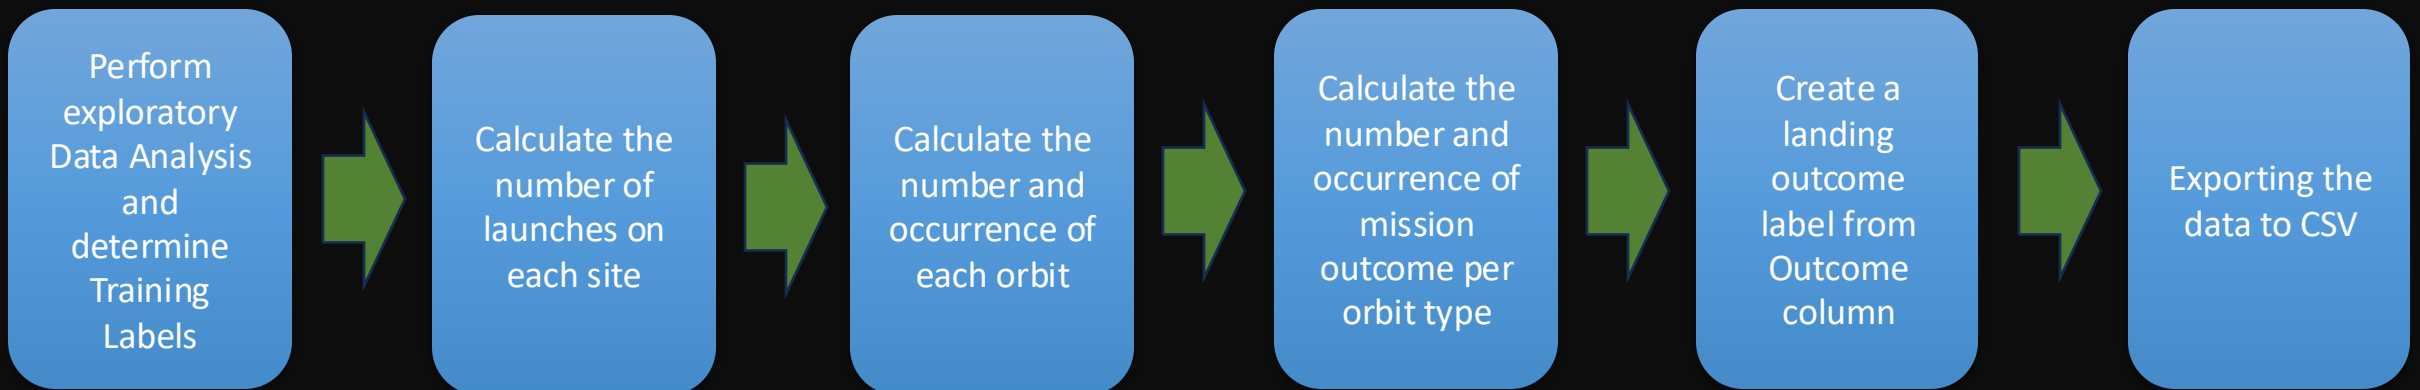 Perform
exploratory
Data Analysis
and
determine
Training
Labels
Calculate the
number of
launches on
each site
Calculate the
number and
occurrence of
each orbit
Calculate the
number and
occurrence of
mission
outcome per
orbit type
Create a
landing
outcome
label from
Outcome
column
Exporting the
data to CSV